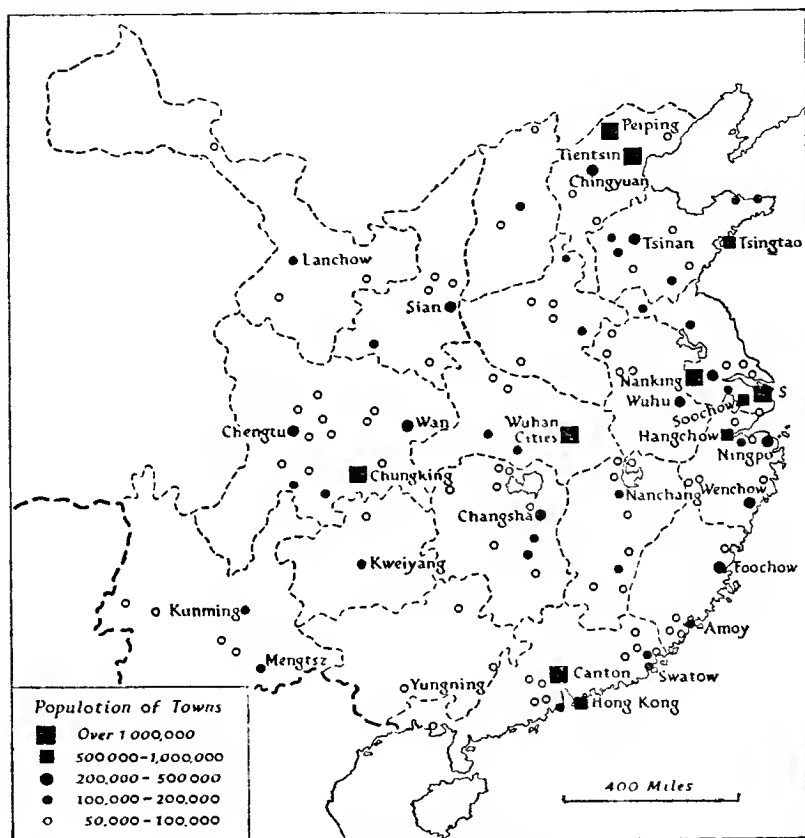 Peiping
Tientsin
Chingyuan
Tsinan
Tsingtao
Lanchow
Sian
Nanking
S
Wuhu
Soochow
Hangchow
Ningpo
Chengtu
Wan
Wuhan
Cities
Chungking
Nanchang
Wenchow
Changsha
Kweiyang
Foochow
Kunming
Mengtsz
Amoy
Yungning
Canton
Swatow
Hong Kong
Population of Towns
Over 1 000,000
500 000-1,000,000
200,000-500 000
100,000-200,000
50,000-100,000
400 Miles